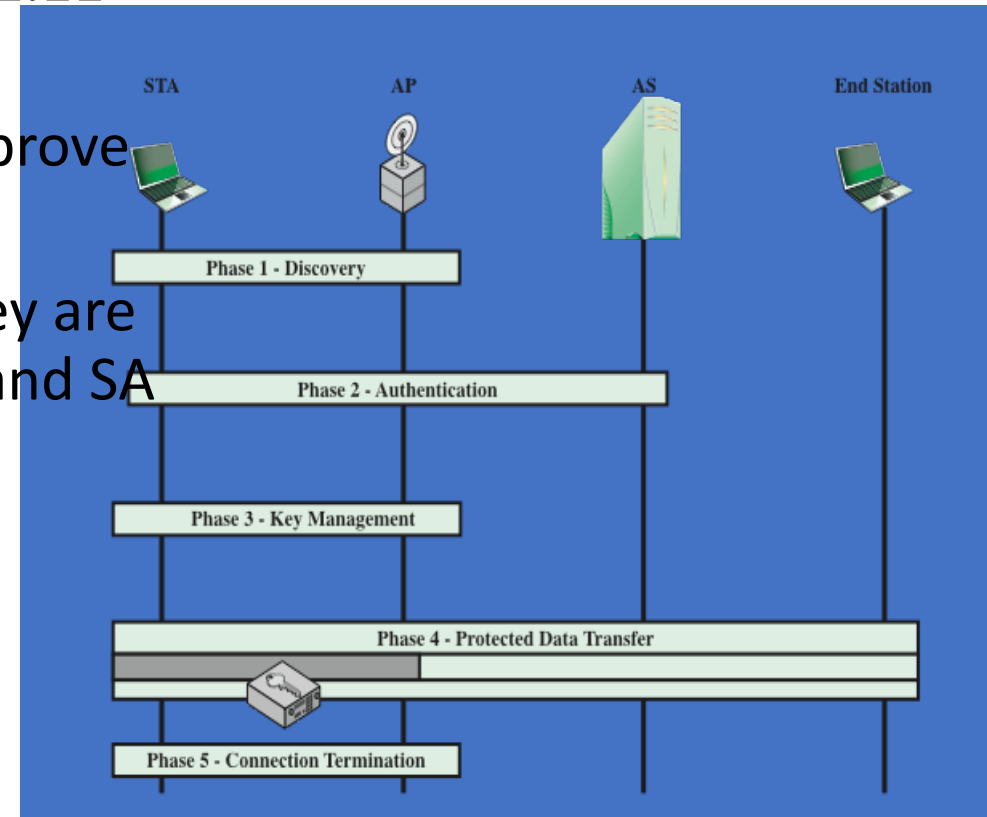 STA AP AS End Station
prove
Phase 1 - Discovery
ey are
and SA
Phase 2 - Authentication
Phase 3 - Key Management
Phase 4 - Protected Data Transfer
Phase 5 - Connection Termination